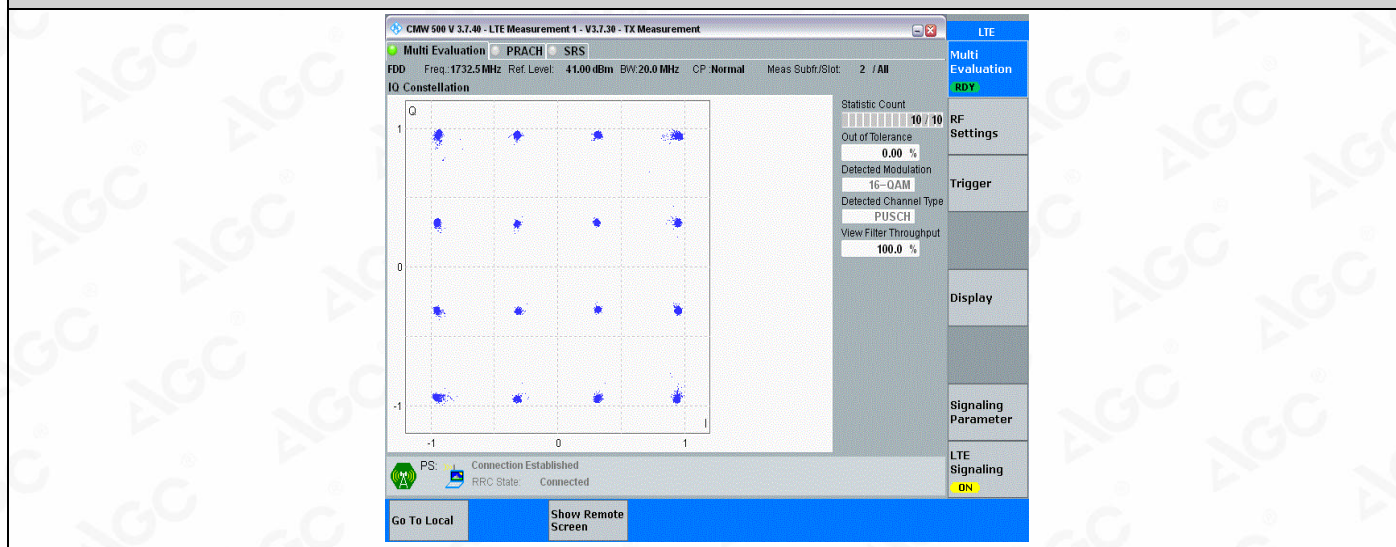 CMW 500 V 3.7.40 - LTE Measurement 1 - V3.7.30 - TX Measurement
LTE
Multi Evaluation PRACH SRS
Multi
Evaluation
RDY
FDD Freq.:1732.5 MHz Ref. Level: 41.00 dBm BW:20.0 MHz CP :Normal Meas Subfr./Slot: 2 / All
IQ Constellation
Q
1
0
-1
I
-1 0 1
Statistic Count
10 / 10
Out of Tolerance
0.00 %
Detected Modulation
16-QAM
Detected Channel Type
PUSCH
View Filter Throughput
100.0 %
RF
Settings
Trigger
Display
Signaling
Parameter
LTE
Signaling
ON
PS: Connection Established
RRC State: Connected
Go To Local
Show Remote
Screen
AGC